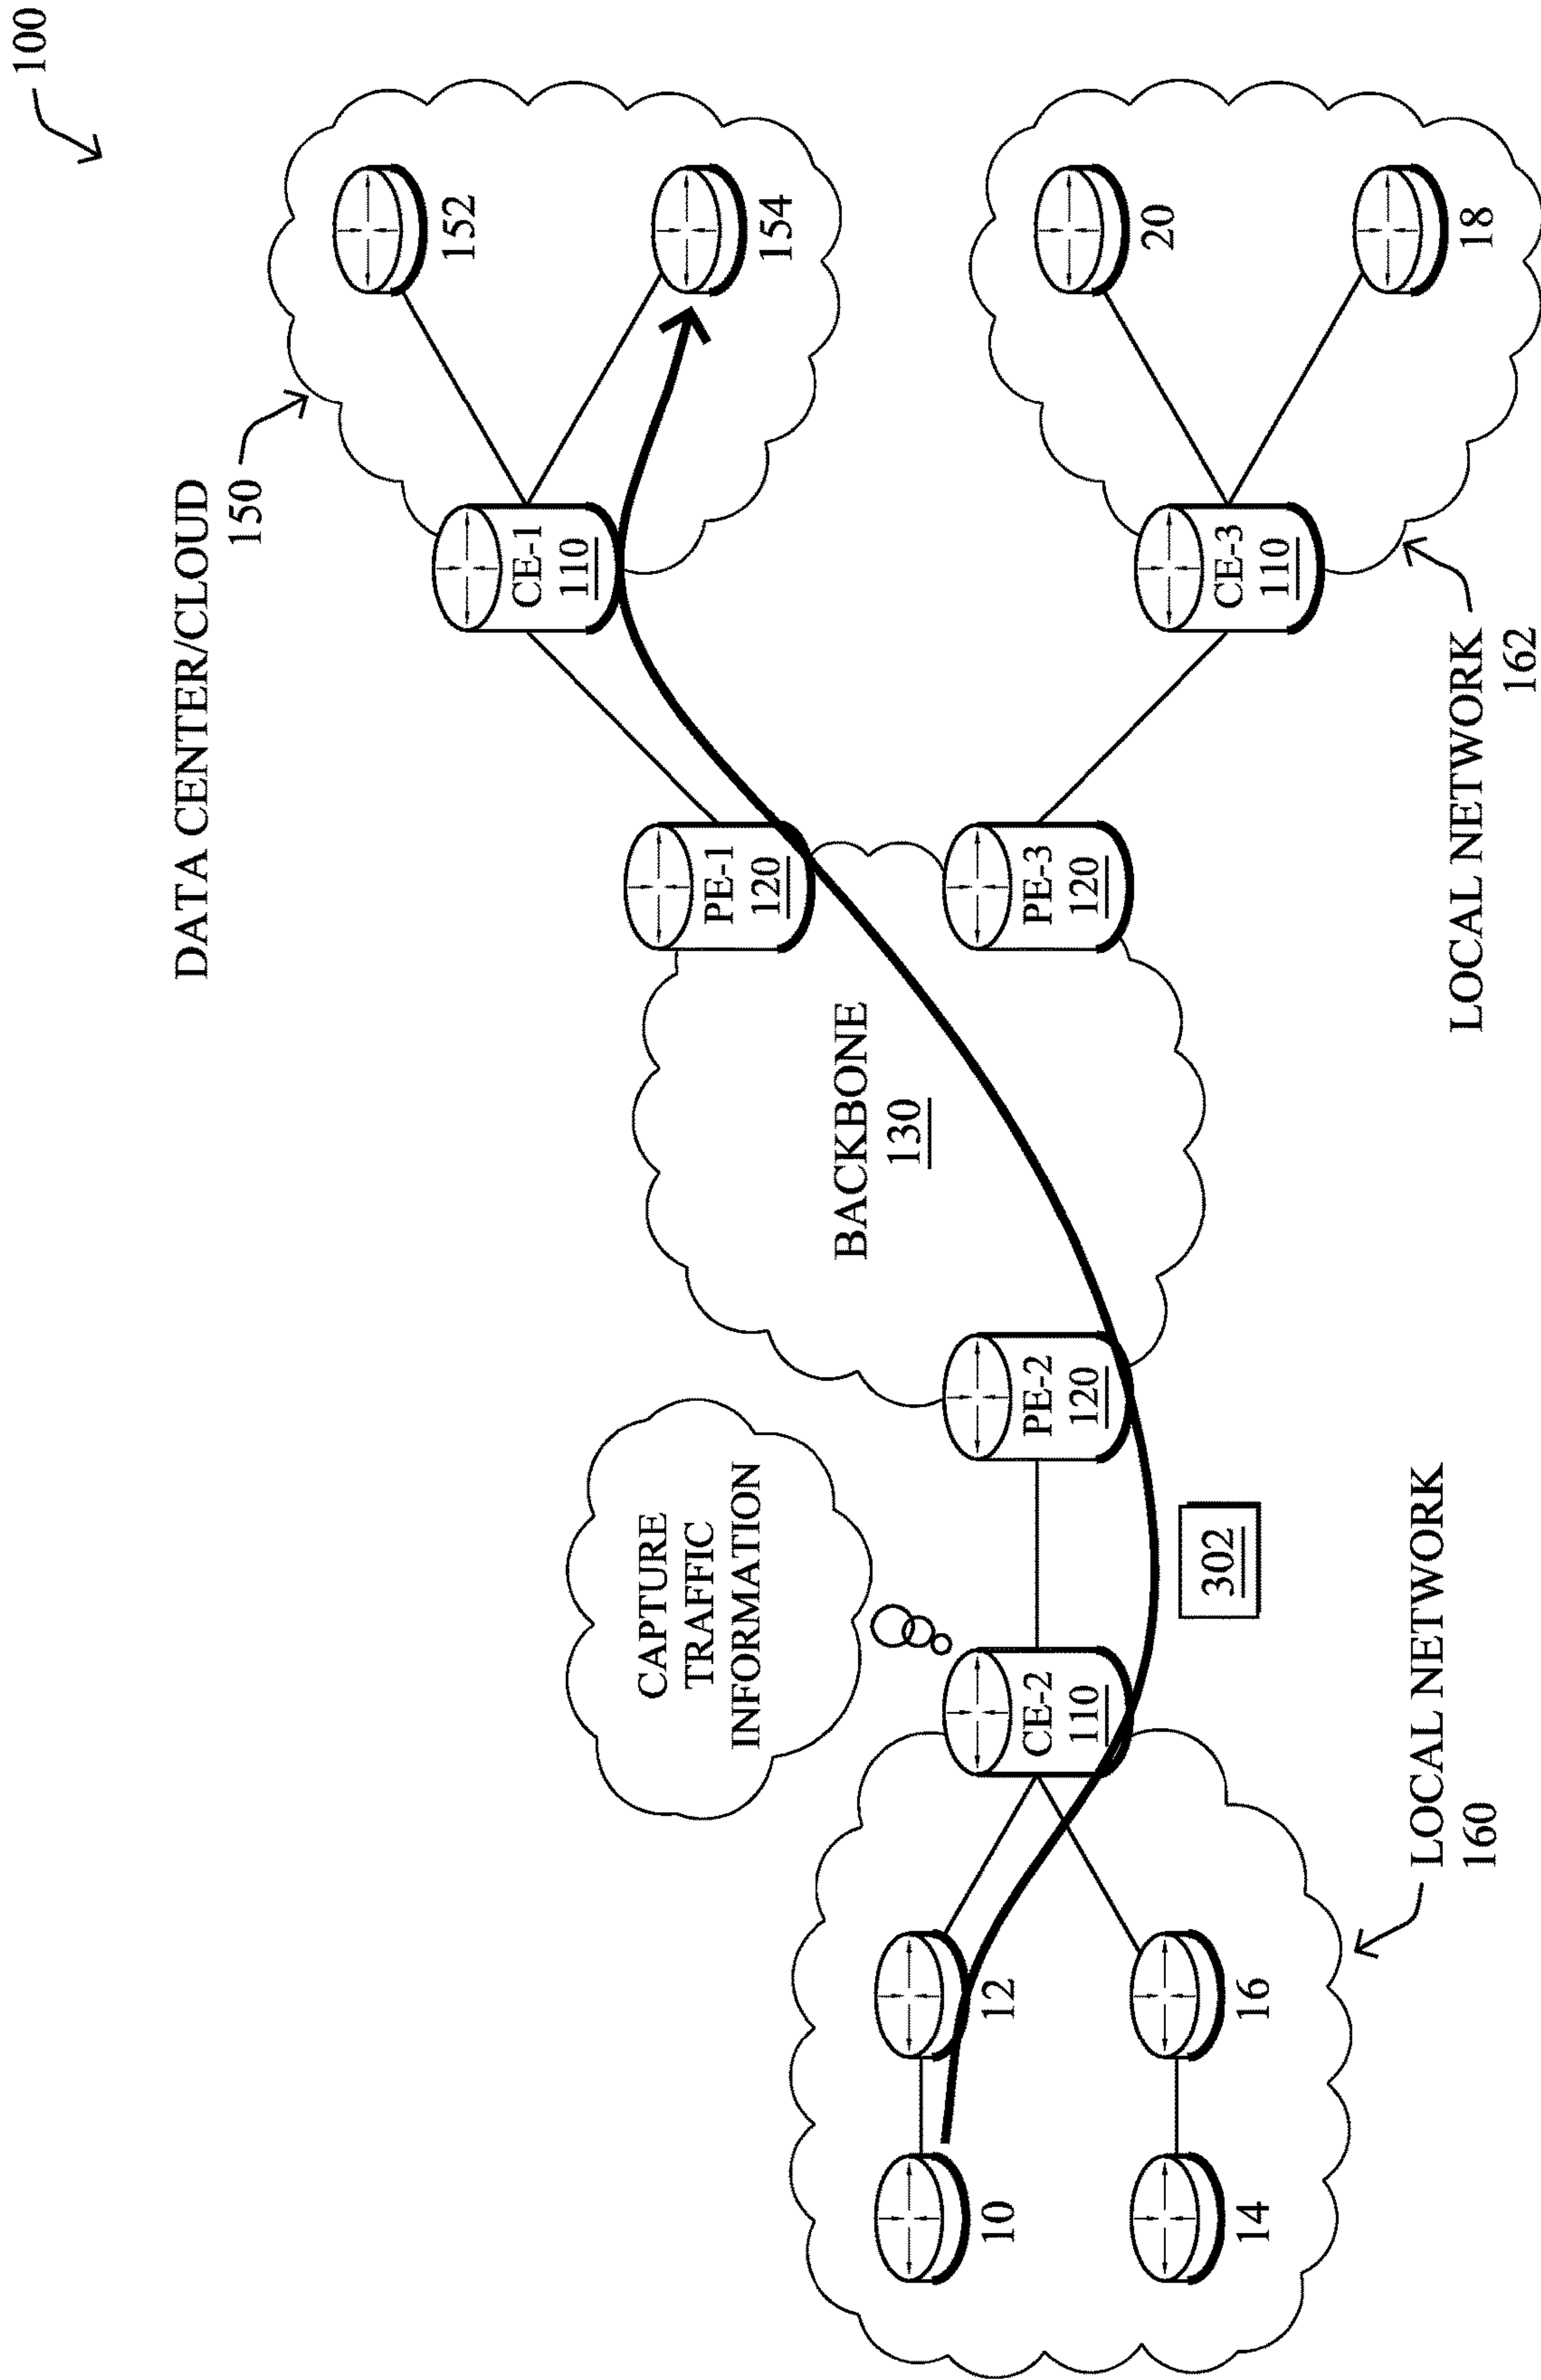 100
DATA CENTER/CLOUD
150
152
154
CE-1
110
PE-1
120
BACKBONE
130
CAPTURE
TRAFFIC
INFORMATION
10
12
14
16
CE-2
110
302
PE-2
120
PE-3
120
CE-3
110
20
18
LOCAL NETWORK
160
LOCAL NETWORK
162